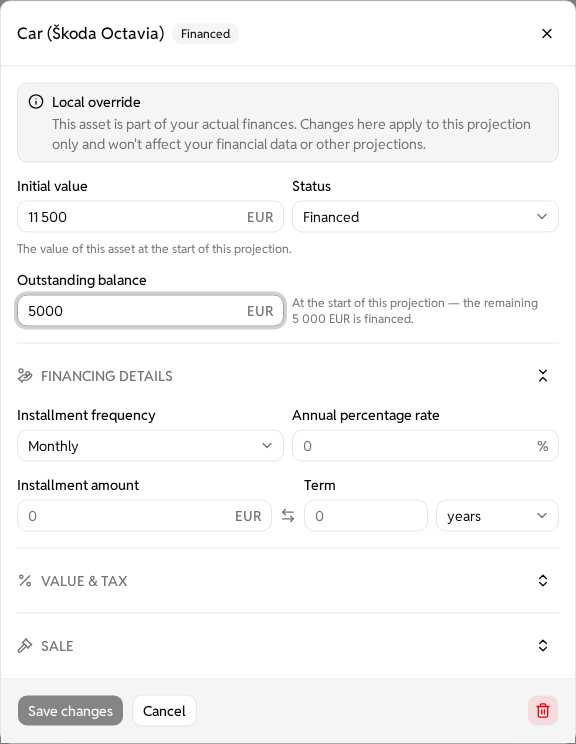 Car (Škoda Octavia) Financed
Local override
This asset is part of your actual finances. Changes here apply to this projection
only and won't affect your financial data or other projections.
Initial value Status
11 500 EUR Financed
The value of this asset at the start of this projection.
Outstanding balance
5000 EUR
At the start of this projection — the remaining
5 000 EUR is financed.
FINANCING DETAILS
Installment frequency Annual percentage rate
Monthly 0 %
Installment amount Term
0 EUR 0 years
VALUE & TAX
SALE
Save changes Cancel